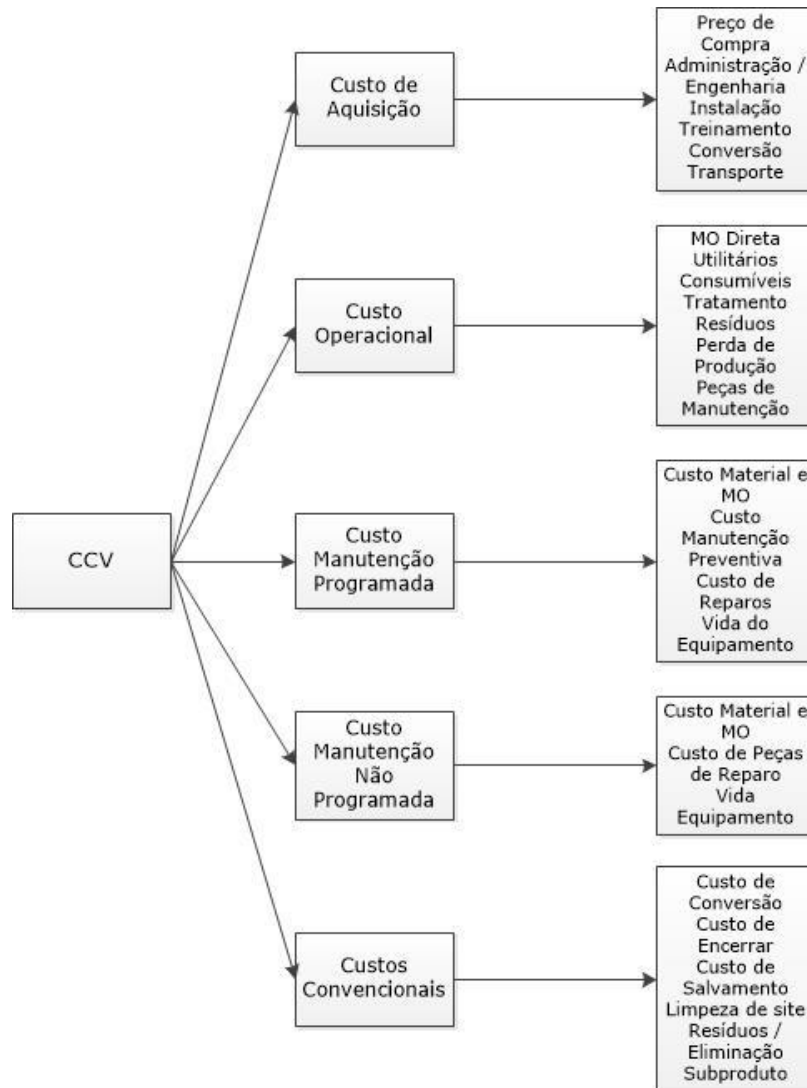 CCV
Custo de
Aquisição
Preço de
Compra
Administração /
Engenharia
Instalação
Treinamento
Conversão
Transporte
Custo
Operacional
MO Direta
Utilitários
Consumíveis
Tratamento
Resíduos
Perda de
Produção
Peças de
Manutenção
Custo
Manutenção
Programada
Custo Material e
MO
Custo
Manutenção
Preventiva
Custo de
Reparos
Vida do
Equipamento
Custo
Manutenção
Não
Programada
Custo Material e
MO
Custo de Peças
de Reparo
Vida
Equipamento
Custos
Convencionais
Custo de
Conversão
Custo de
Encerrar
Custo de
Salvamento
Limpeza de site
Resíduos /
Eliminação
Subproduto